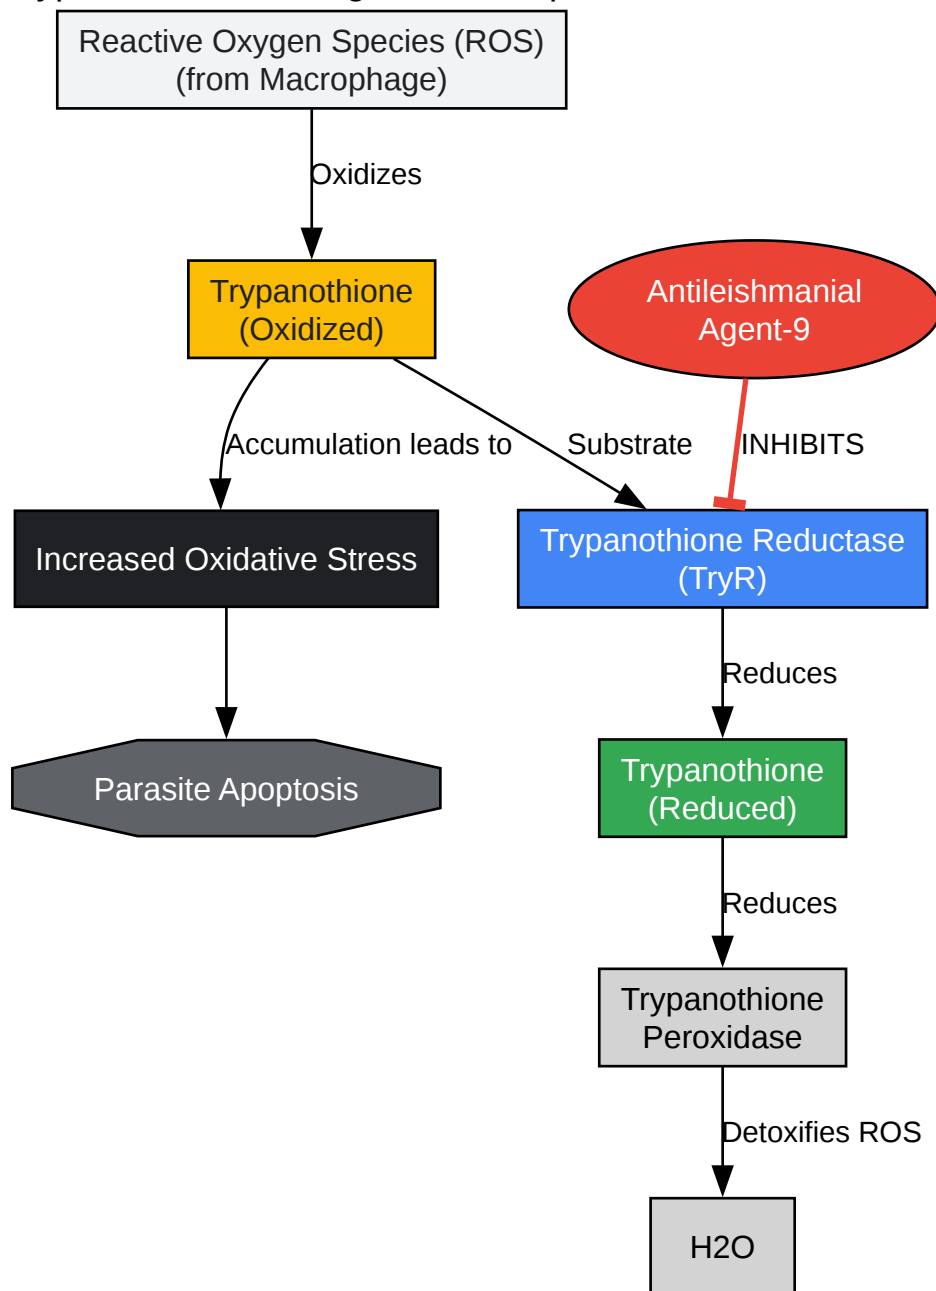 Reactive Oxygen Species (ROS)
(from Macrophage)
Oxidizes
Trypanothione
(Oxidized)
Antileishmanial
Agent-9
Accumulation leads to
Substrate
INHIBITS
Increased Oxidative Stress
Trypanothione Reductase
(TryR)
Reduces
Parasite Apoptosis
Trypanothione
(Reduced)
Reduces
Trypanothione
Peroxidase
Detoxifies ROS
H2O